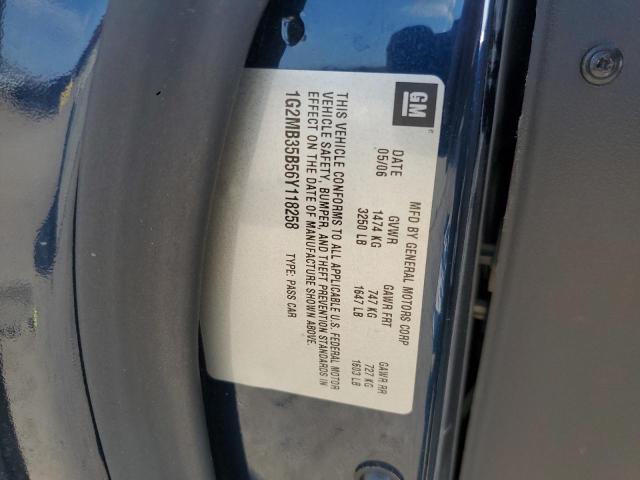 GM
MFD BY GENERAL MOTORS CORP
DATE GVWR GAWR FRT GAWR RR
05/06 1474 KG 747 KG 727 KG
3250 LB 1647 LB 1603 LB
THIS VEHICLE CONFORMS TO ALL APPLICABLE U.S. FEDERAL MOTOR
VEHICLE SAFETY, BUMPER, AND THEFT PREVENTION STANDARDS IN
EFFECT ON THE DATE OF MANUFACTURE SHOWN ABOVE.
1G2MB35B56Y118258 TYPE: PASS CAR